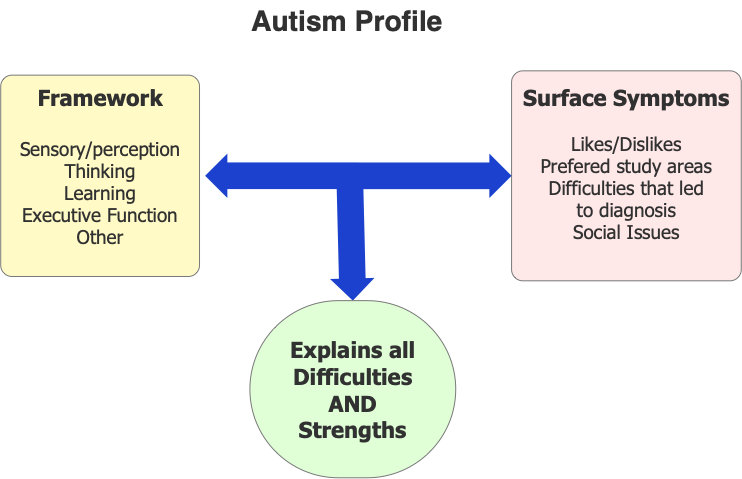 Autism Profile
Framework
Sensory/perception
Thinking
Learning
Executive Function
Other
Surface Symptoms
Likes/Dislikes
Prefered study areas
Difficulties that led
to diagnosis
Social Issues
Explains all
Difficulties
AND
Strengths